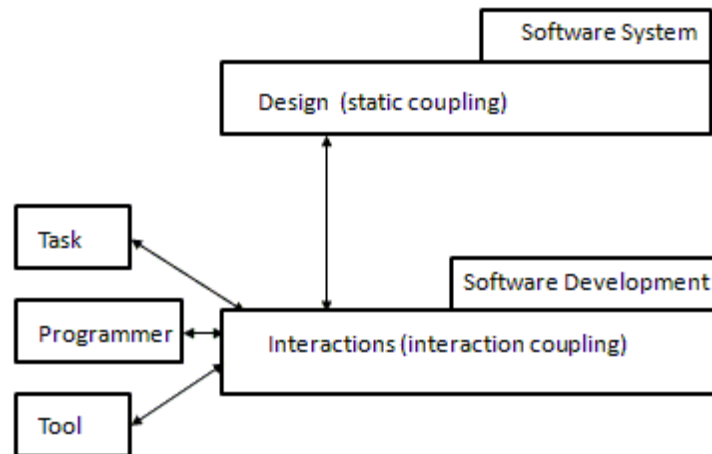 Software System
Design (static coupling)
Task
Software Development
Programmer
Interactions (interaction coupling)
Tool